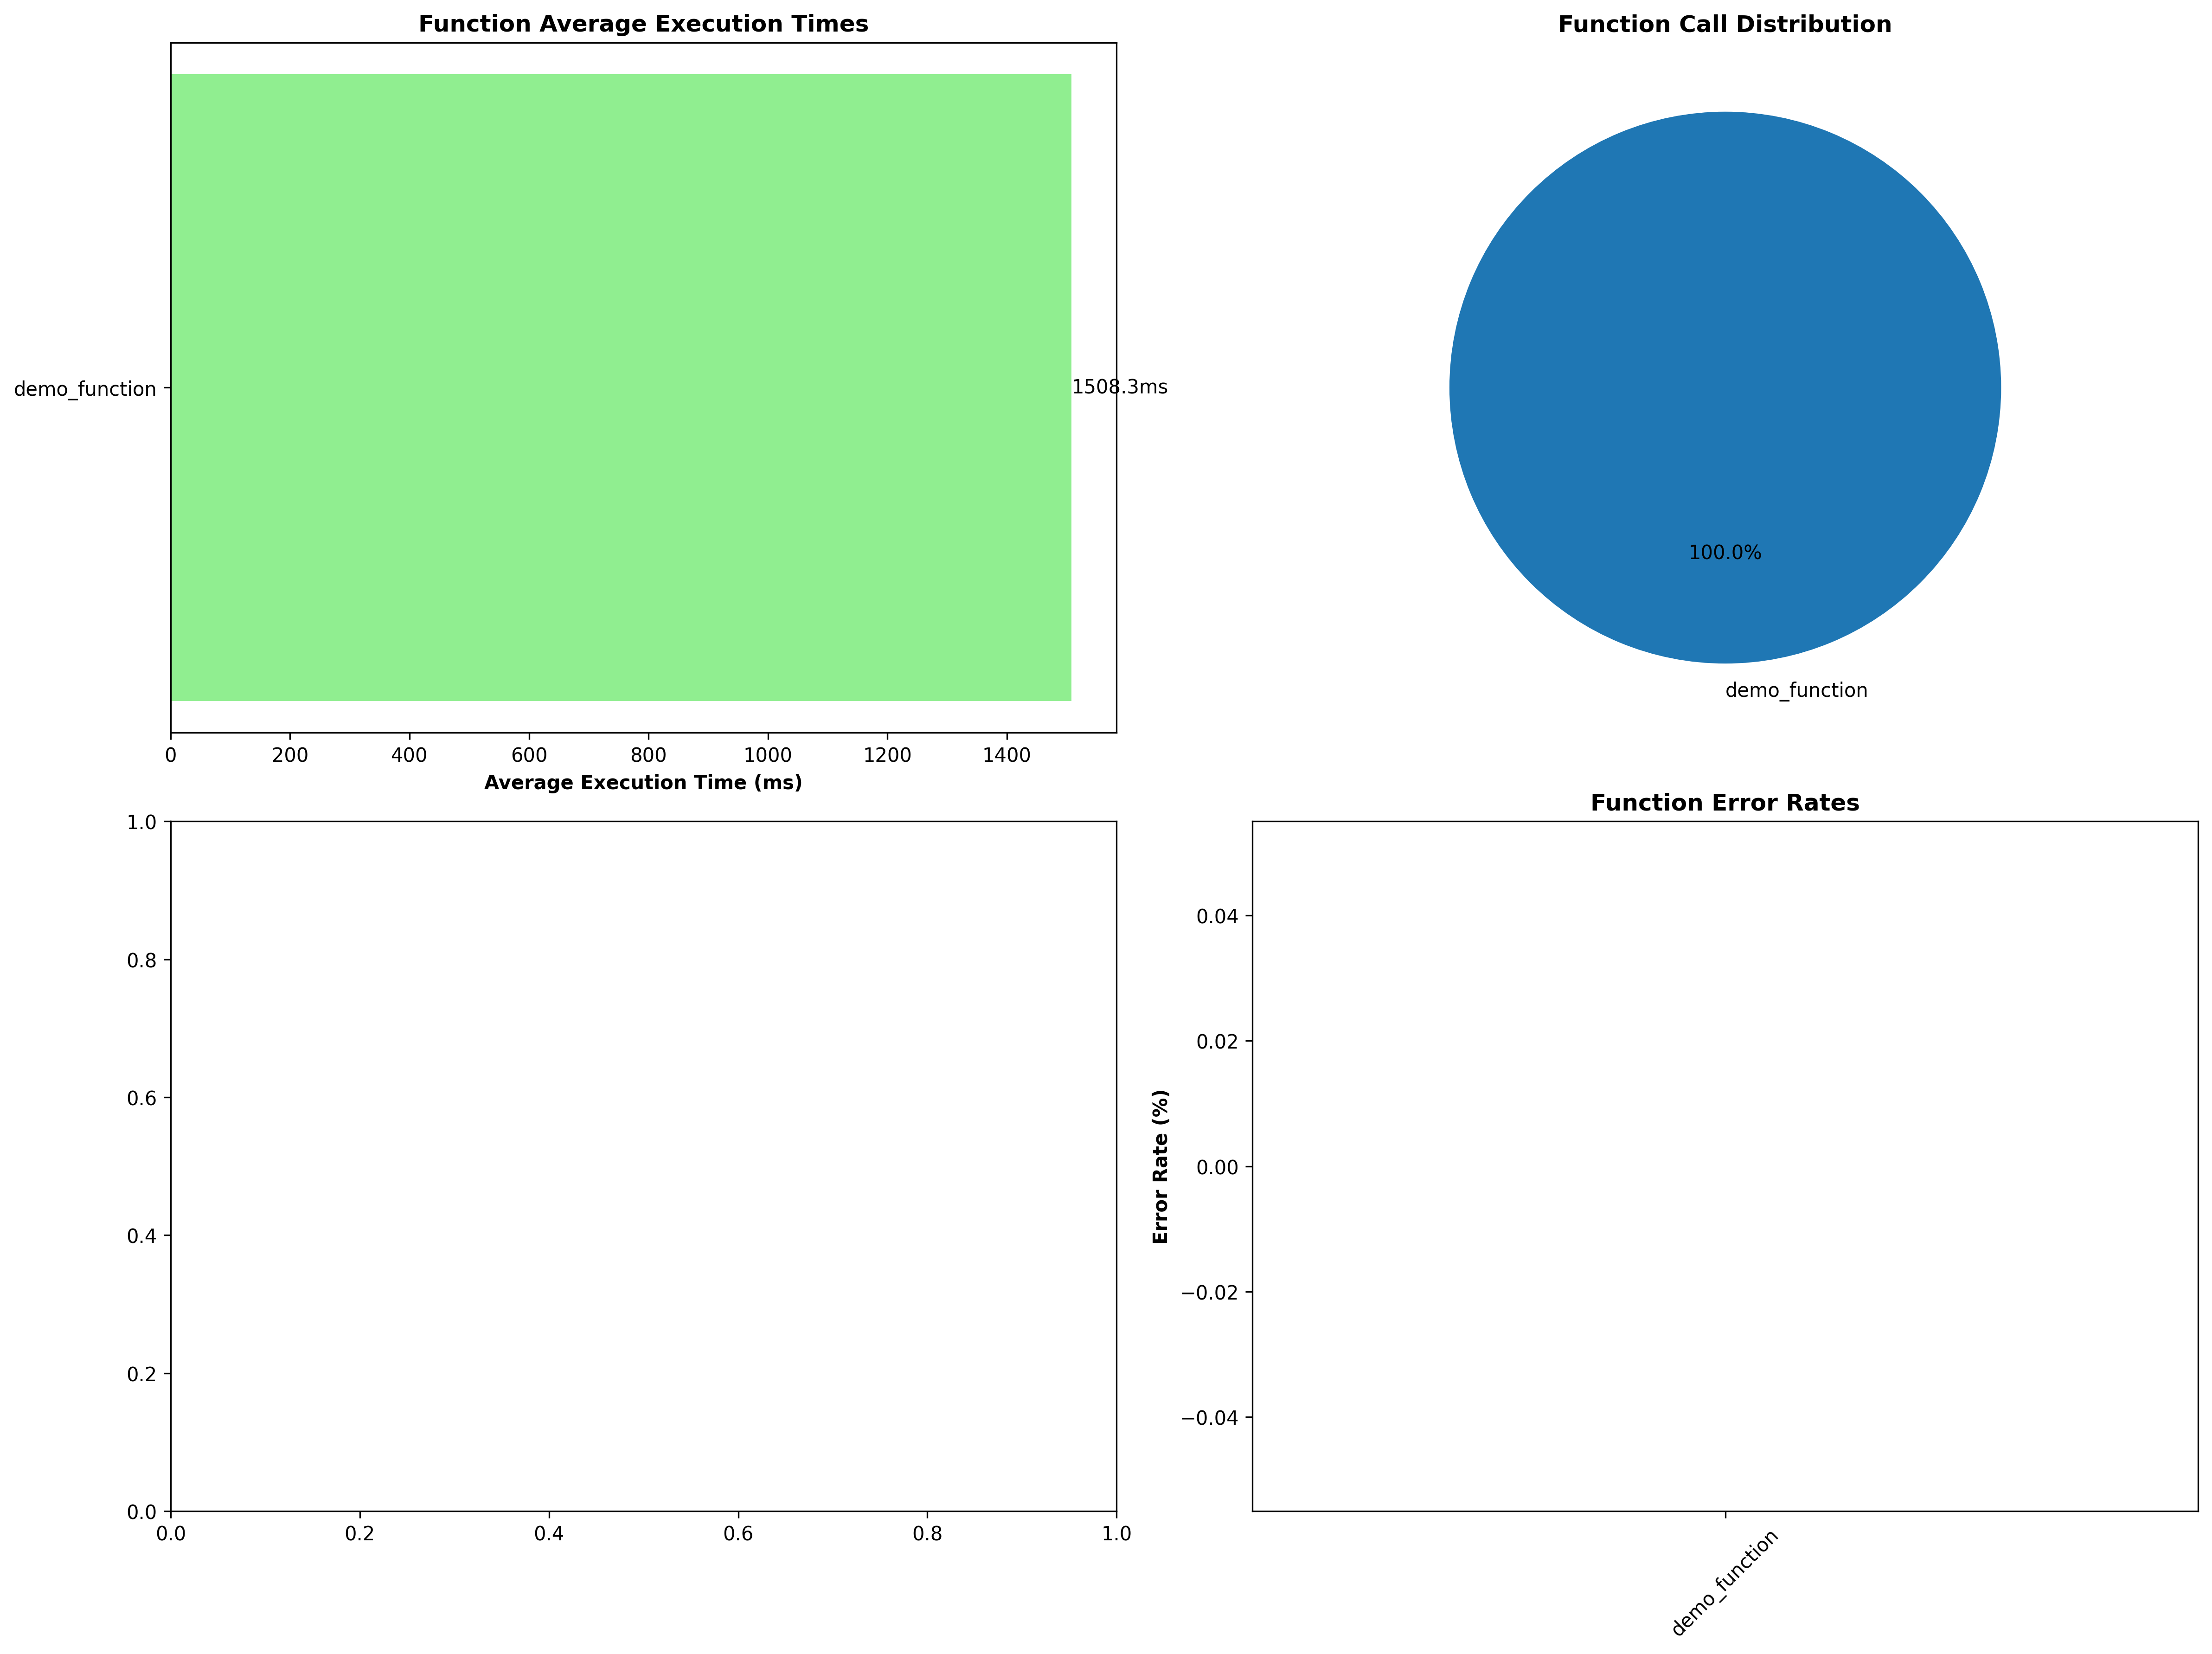 Function Average Execution Times
demo_function
1508.3ms
0
200
400
600
800
1000
1200
1400
Average Execution Time (ms)
Function Call Distribution
100.0%
demo_function
1.0
0.8
0.6
0.4
0.2
0.0
0.0
0.2
0.4
0.6
0.8
1.0
Function Error Rates
Error Rate (%)
0.04
0.02
0.00
−0.02
−0.04
demo_function